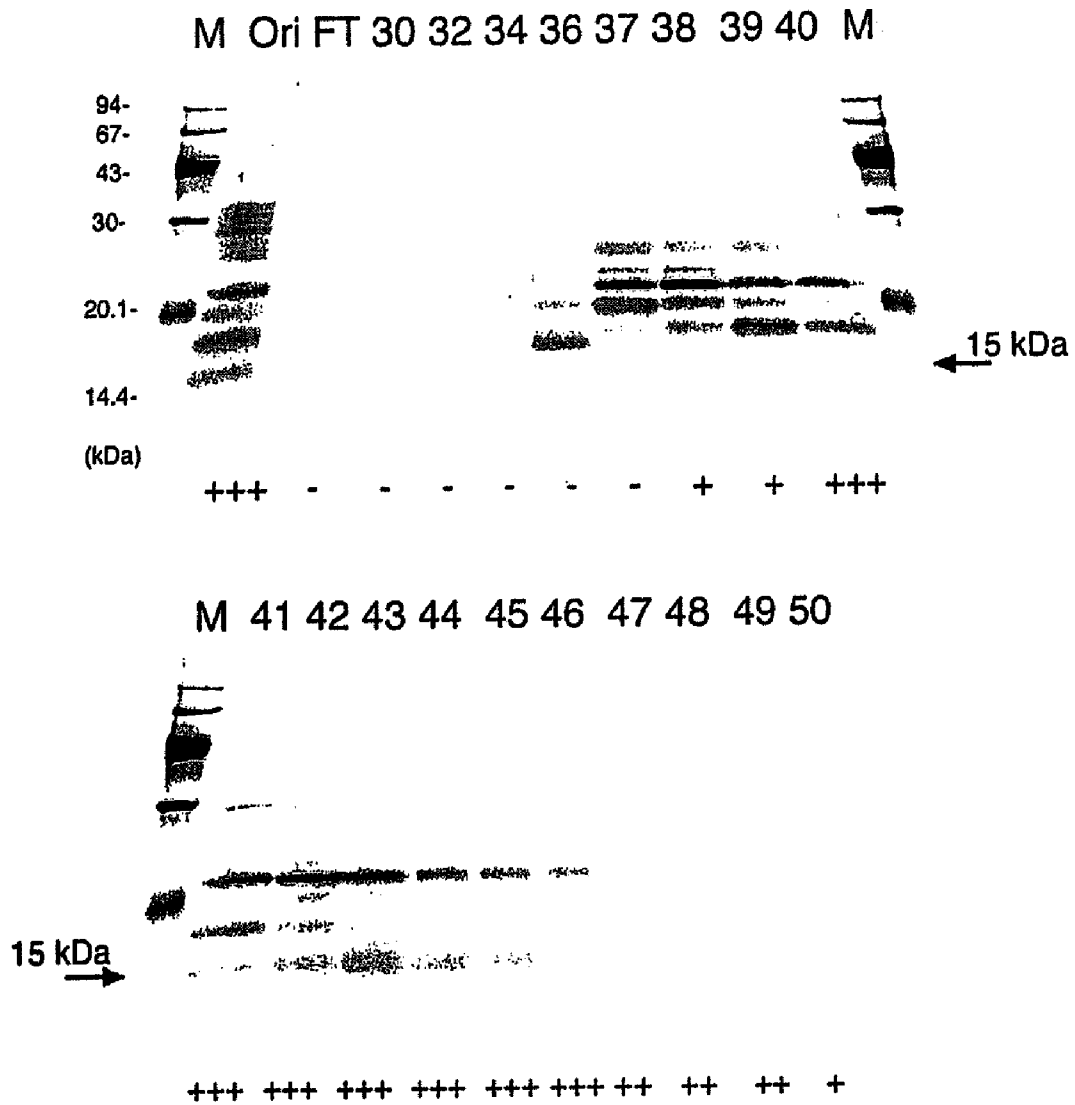 M Ori FT 30 32 34 36 37 38 39 40 M
94-
67-
43-
30-
20.1-
15 kDa
14.4-
(kDa)
+++ - - - - - - + + +++
M 41 42 43 44 45 46 47 48 49 50
15 kDa
+++ +++ +++ +++ +++ +++ ++ ++ ++ +